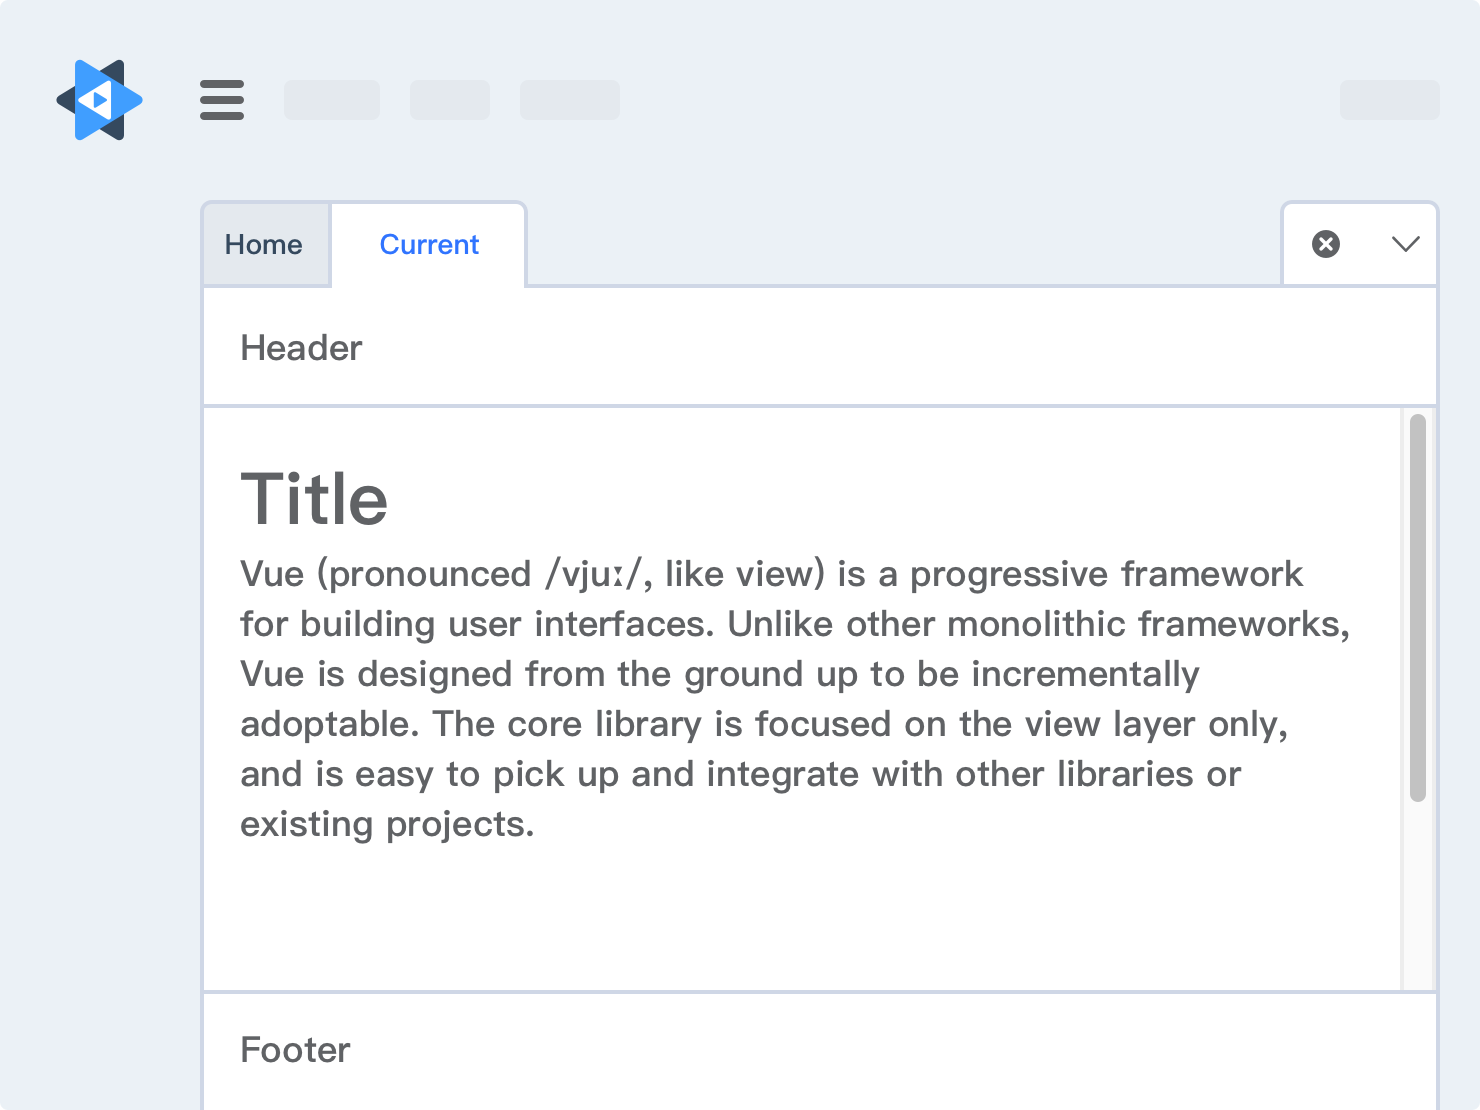 Home
Current
Header
Title
Vue (pronounced /vjuː/, like view) is a progressive framework
for building user interfaces. Unlike other monolithic frameworks,
Vue is designed from the ground up to be incrementally
adoptable. The core library is focused on the view layer only,
and is easy to pick up and integrate with other libraries or
existing projects.
Footer